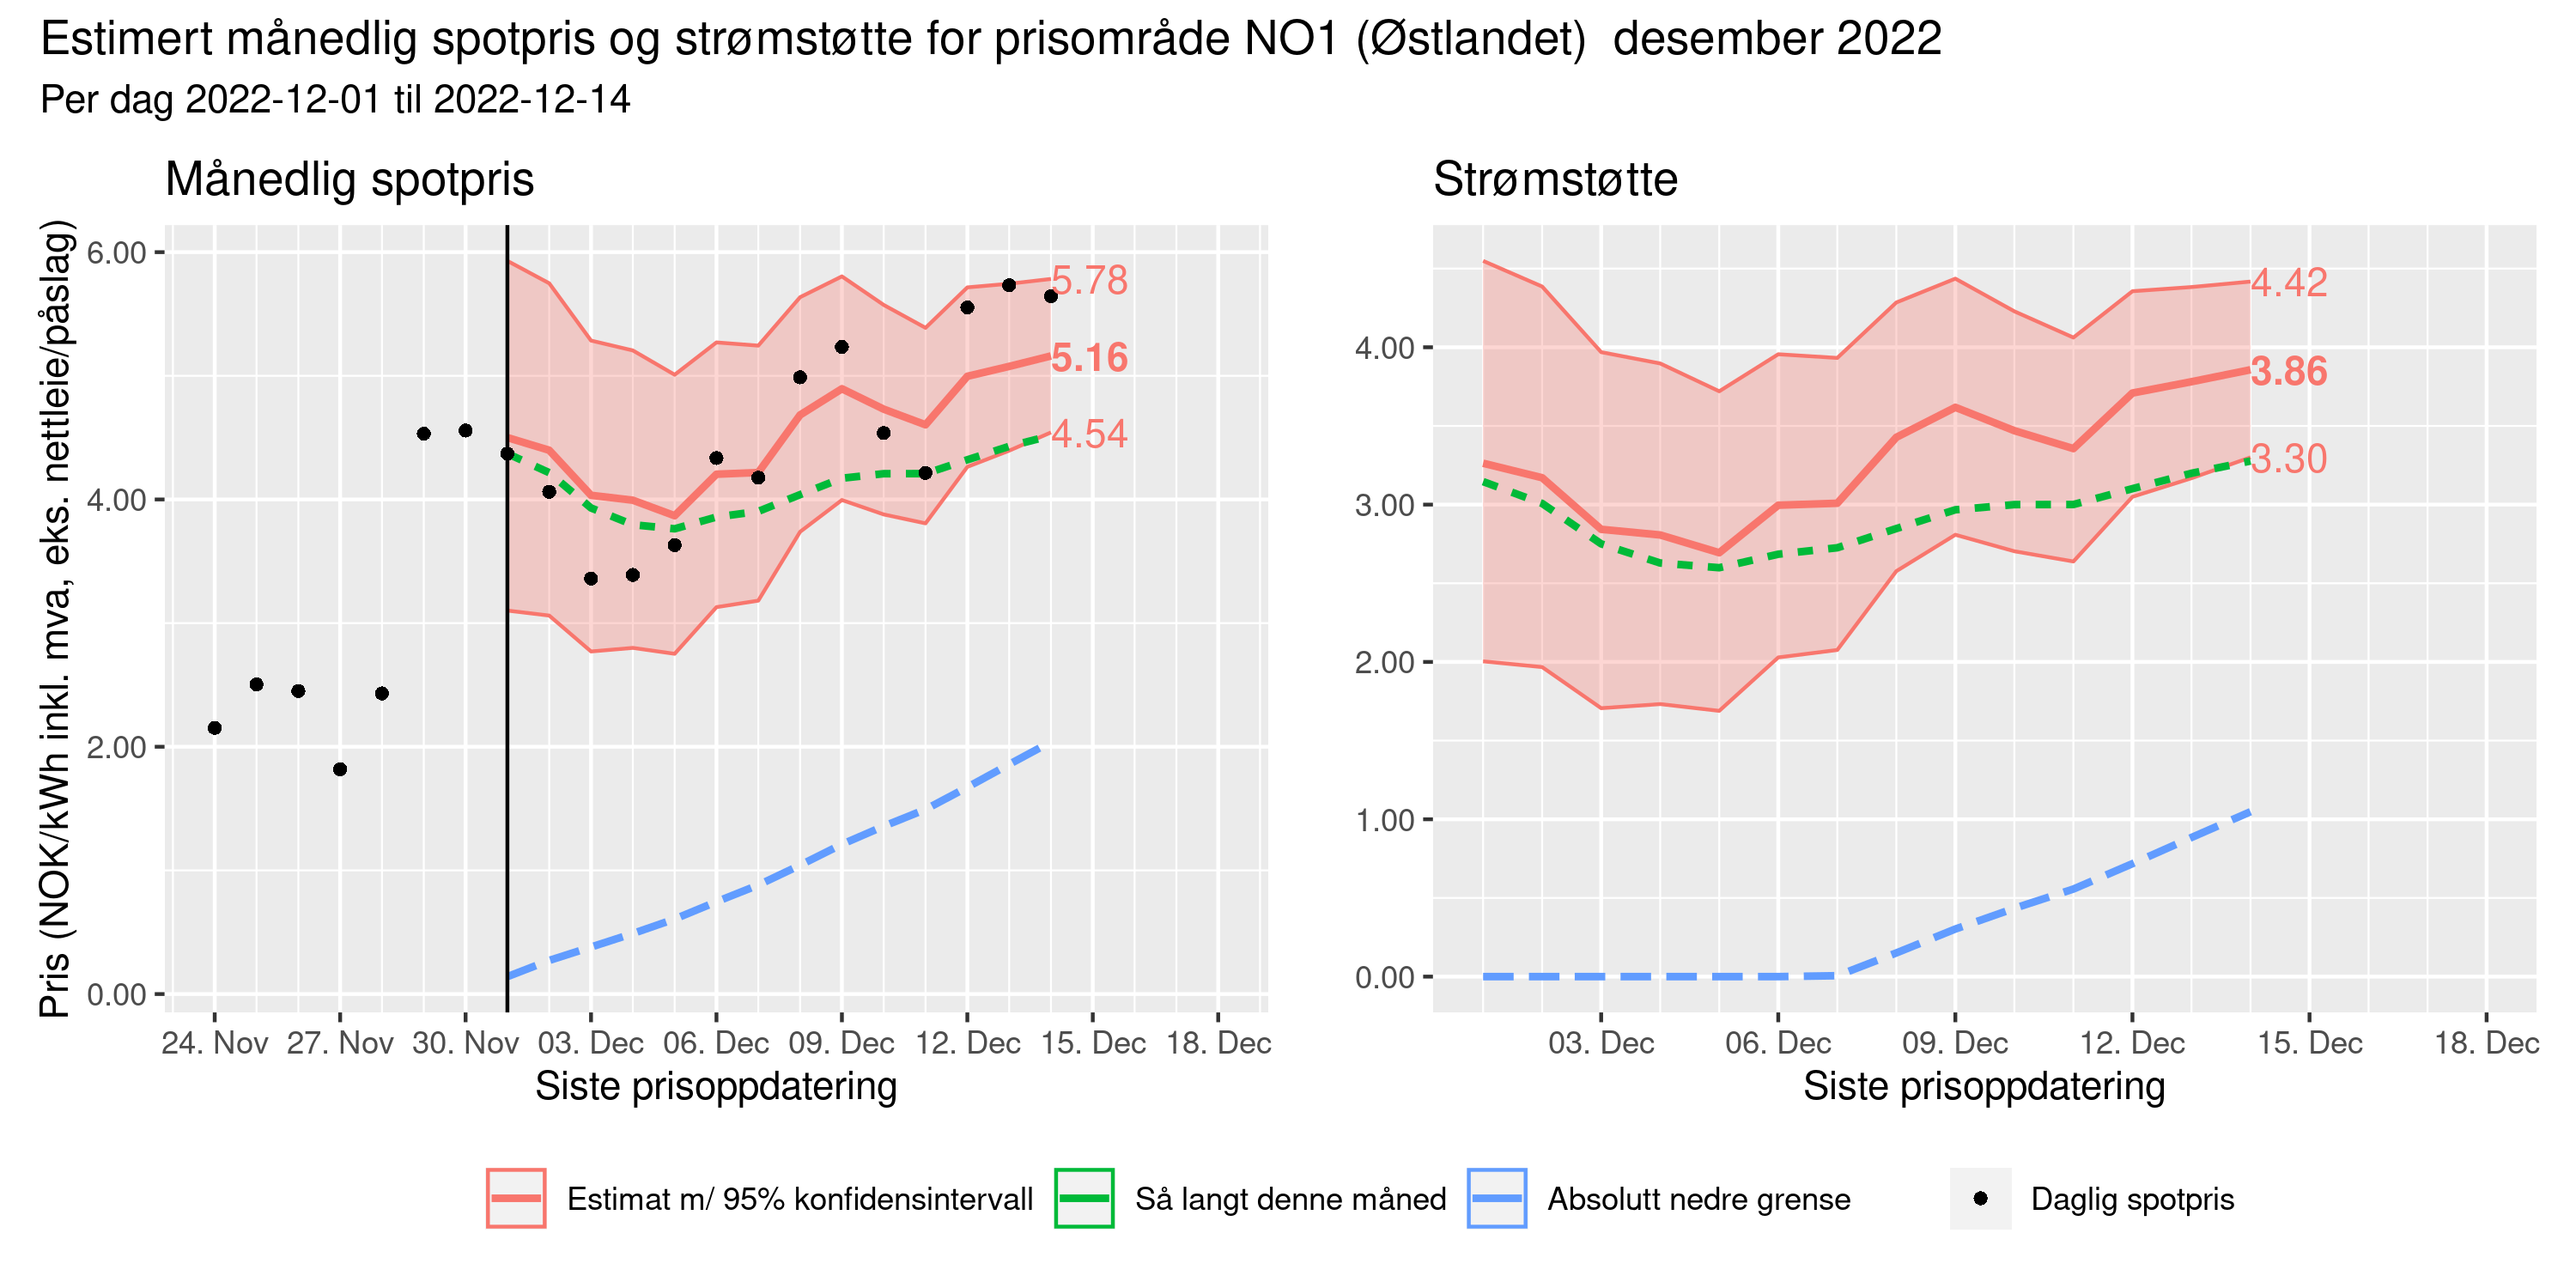 Estimert månedlig spotpris og strømstøtte for prisområde NO1 (Østlandet)  desember 2022
Per dag 2022-12-01 til 2022-12-14
Månedlig spotpris
Pris (NOK/kWh inkl. mva, eks. nettleie/påslag)
6.00
4.00
2.00
0.00
5.78
5.16
4.54
24. Nov 27. Nov 30. Nov 03. Dec 06. Dec 09. Dec 12. Dec 15. Dec 18. Dec
Siste prisoppdatering
Strømstøtte
4.00
3.00
2.00
1.00
0.00
4.42
3.86
3.30
03. Dec 06. Dec 09. Dec 12. Dec 15. Dec 18. Dec
Siste prisoppdatering
Estimat m/ 95% konfidensintervall Så langt denne måned Absolutt nedre grense Daglig spotpris